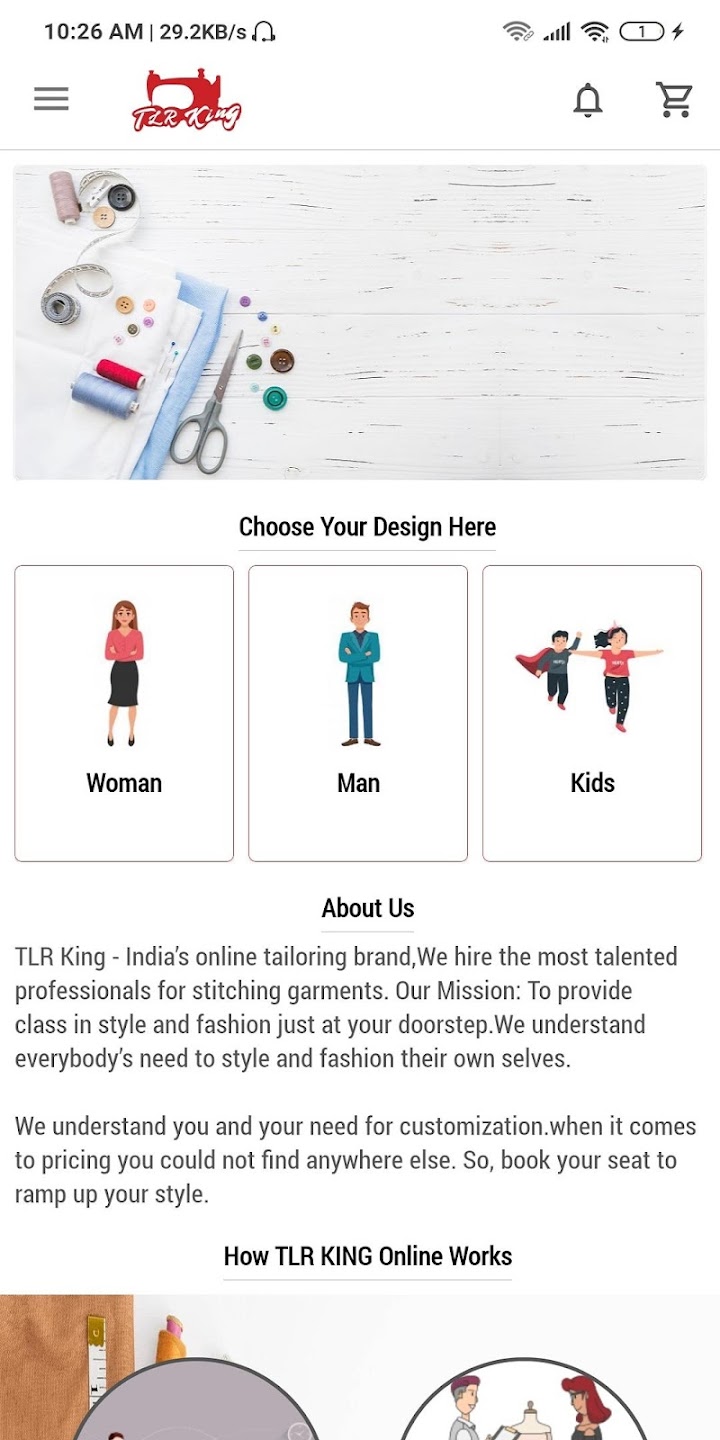 10:26 AM | 29.2KB/s
1
TLR King
Choose Your Design Here
Woman
Man
Kids
About Us
TLR King - India’s online tailoring brand,We hire the most talented
professionals for stitching garments. Our Mission: To provide
class in style and fashion just at your doorstep.We understand
everybody’s need to style and fashion their own selves.
We understand you and your need for customization.when it comes
to pricing you could not find anywhere else. So, book your seat to
ramp up your style.
How TLR KING Online Works